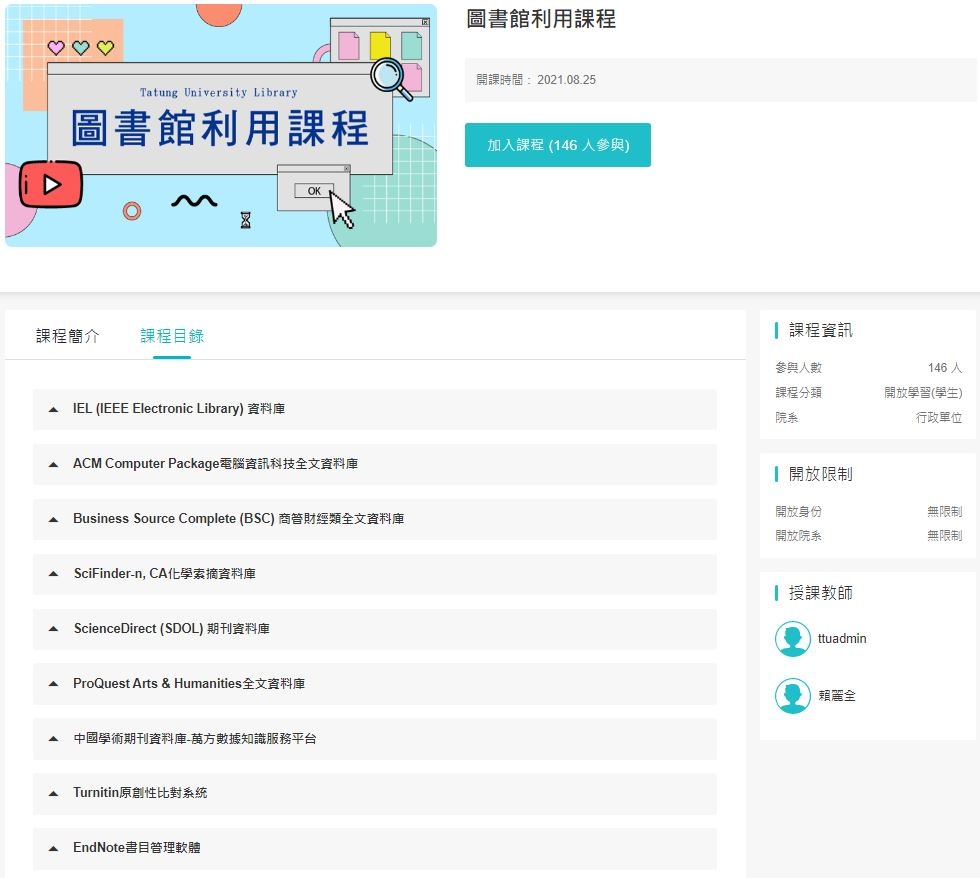 Tatung University Library
圖書館利用課程
OK
圖書館利用課程
開課時間： 2021.08.25
加入課程 (146 人參與)
課程簡介 課程目錄
IEL (IEEE Electronic Library) 資料庫
ACM Computer Package電腦資訊科技全文資料庫
Business Source Complete (BSC) 商管財經類全文資料庫
SciFinder-n, CA化學索摘資料庫
ScienceDirect (SDOL) 期刊資料庫
ProQuest Arts & Humanities全文資料庫
中國學術期刊資料庫-萬方數據知識服務平台
Turnitin原創性比對系統
EndNote書目管理軟體
課程資訊
參與人數 146 人
課程分類 開放學習(學生)
院系 行政單位
開放限制
開放身份 無限制
開放院系 無限制
授課教師
ttuadmin
賴麗全